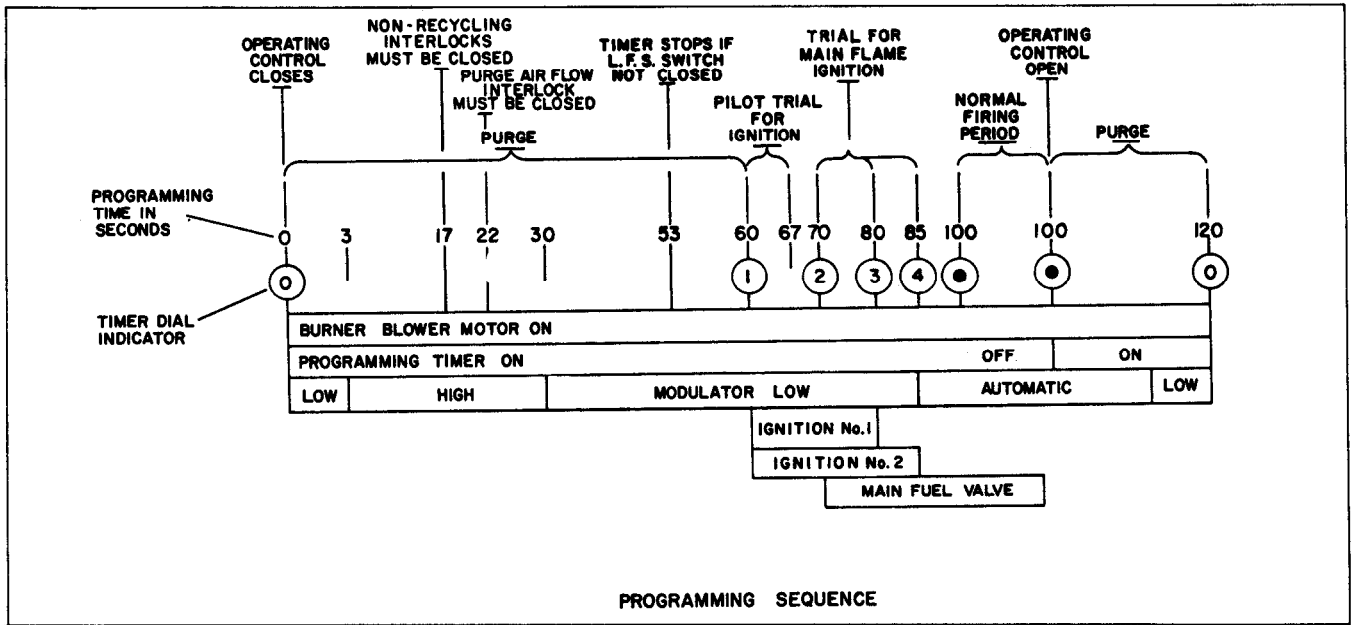 OPERATING
CONTROL
CLOSES
NON-RECYCLING
INTERLOCKS
MUST BE CLOSED
PURGE AIR FLOW
INTERLOCK
MUST BE CLOSED
PURGE
TIMER STOPS IF
L.F.S. SWITCH
NOT CLOSED
PILOT TRIAL
FOR
IGNITION
TRIAL FOR
MAIN FLAME
IGNITION
NORMAL
FIRING
PERIOD
OPERATING
CONTROL
OPEN
PURGE
PROGRAMMING
TIME IN
SECONDS
0 3 17 22 30 53 60 67 70 80 85 100 100 120
0 1 2 3 4 0
TIMER DIAL
INDICATOR
BURNER BLOWER MOTOR ON
PROGRAMMING TIMER ON OFF ON
LOW HIGH MODULATOR LOW AUTOMATIC LOW
IGNITION No.1
IGNITION No.2
MAIN FUEL VALVE
PROGRAMMING SEQUENCE